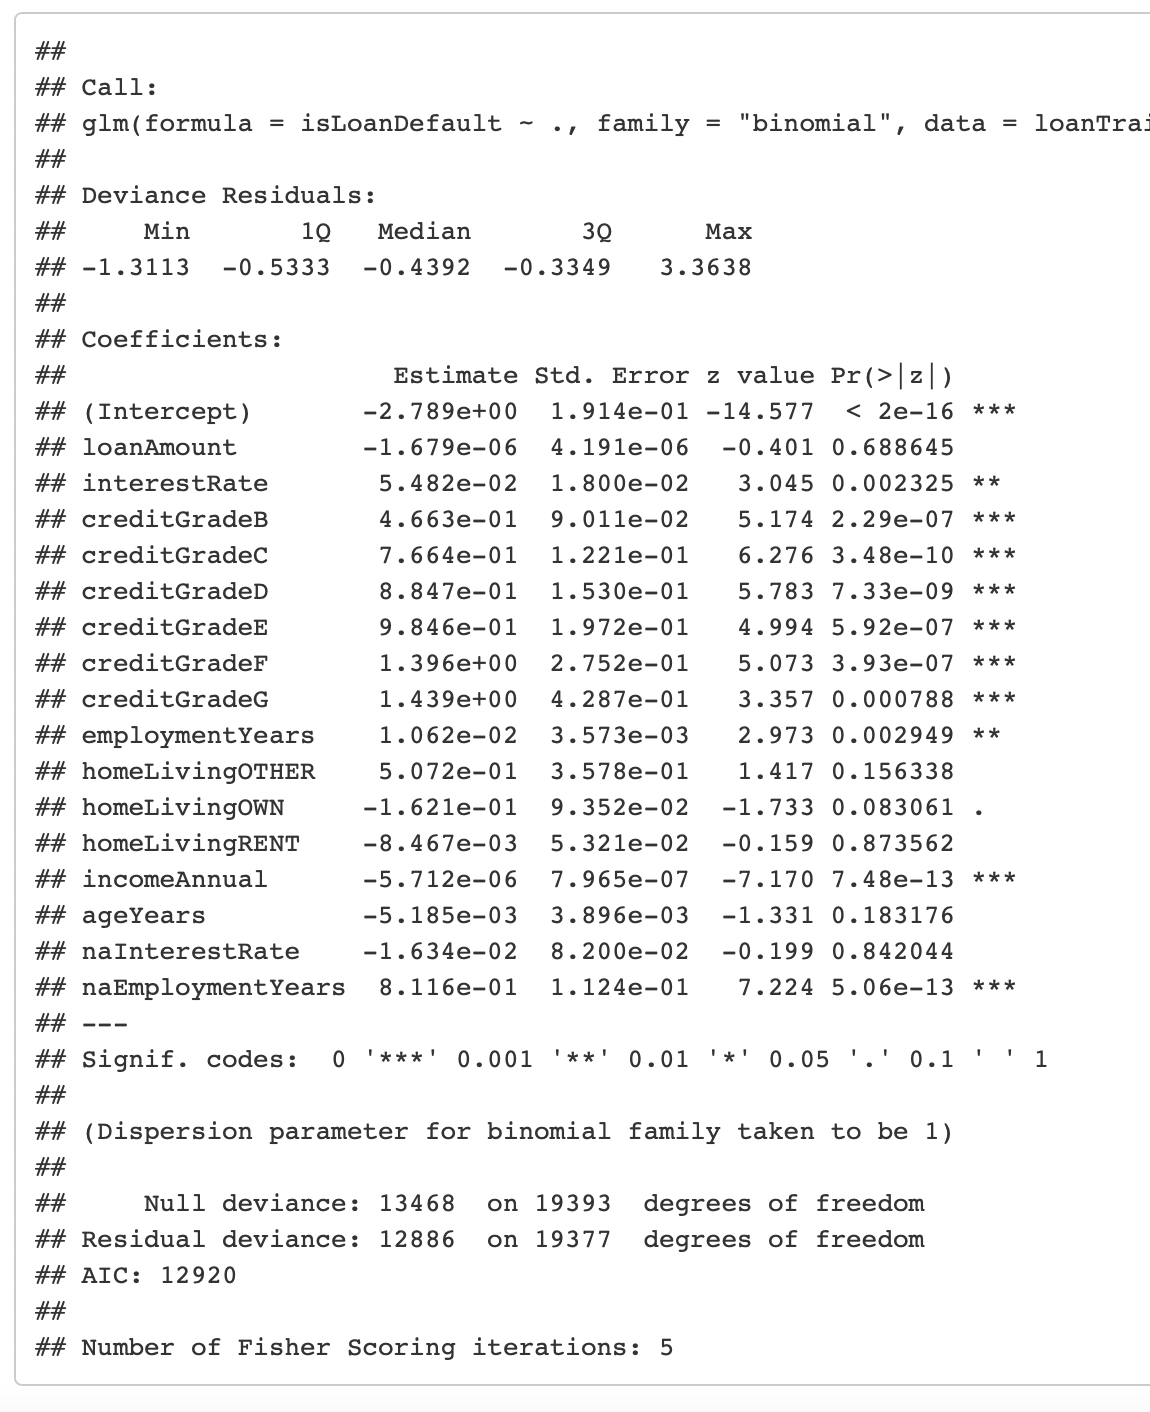 ##
## Call:
## glm(formula = isLoanDefault ~ ., family = "binomial", data = loanTrai
##
## Deviance Residuals:
##     Min       1Q   Median       3Q      Max
## -1.3113  -0.5333  -0.4392  -0.3349   3.3638
##
## Coefficients:
##                     Estimate Std. Error z value Pr(>|z|)
## (Intercept)       -2.789e+00  1.914e-01 -14.577  < 2e-16 ***
## loanAmount        -1.679e-06  4.191e-06  -0.401 0.688645
## interestRate       5.482e-02  1.800e-02   3.045 0.002325 **
## creditGradeB       4.663e-01  9.011e-02   5.174 2.29e-07 ***
## creditGradeC       7.664e-01  1.221e-01   6.276 3.48e-10 ***
## creditGradeD       8.847e-01  1.530e-01   5.783 7.33e-09 ***
## creditGradeE       9.846e-01  1.972e-01   4.994 5.92e-07 ***
## creditGradeF       1.396e+00  2.752e-01   5.073 3.93e-07 ***
## creditGradeG       1.439e+00  4.287e-01   3.357 0.000788 ***
## employmentYears    1.062e-02  3.573e-03   2.973 0.002949 **
## homeLivingOTHER    5.072e-01  3.578e-01   1.417 0.156338
## homeLivingOWN     -1.621e-01  9.352e-02  -1.733 0.083061 .
## homeLivingRENT    -8.467e-03  5.321e-02  -0.159 0.873562
## incomeAnnual      -5.712e-06  7.965e-07  -7.170 7.48e-13 ***
## ageYears          -5.185e-03  3.896e-03  -1.331 0.183176
## naInterestRate    -1.634e-02  8.200e-02  -0.199 0.842044
## naEmploymentYears  8.116e-01  1.124e-01   7.224 5.06e-13 ***
## ---
## Signif. codes:  0 '***' 0.001 '**' 0.01 '*' 0.05 '.' 0.1 ' ' 1
##
## (Dispersion parameter for binomial family taken to be 1)
##
##     Null deviance: 13468  on 19393  degrees of freedom
## Residual deviance: 12886  on 19377  degrees of freedom
## AIC: 12920
##
## Number of Fisher Scoring iterations: 5